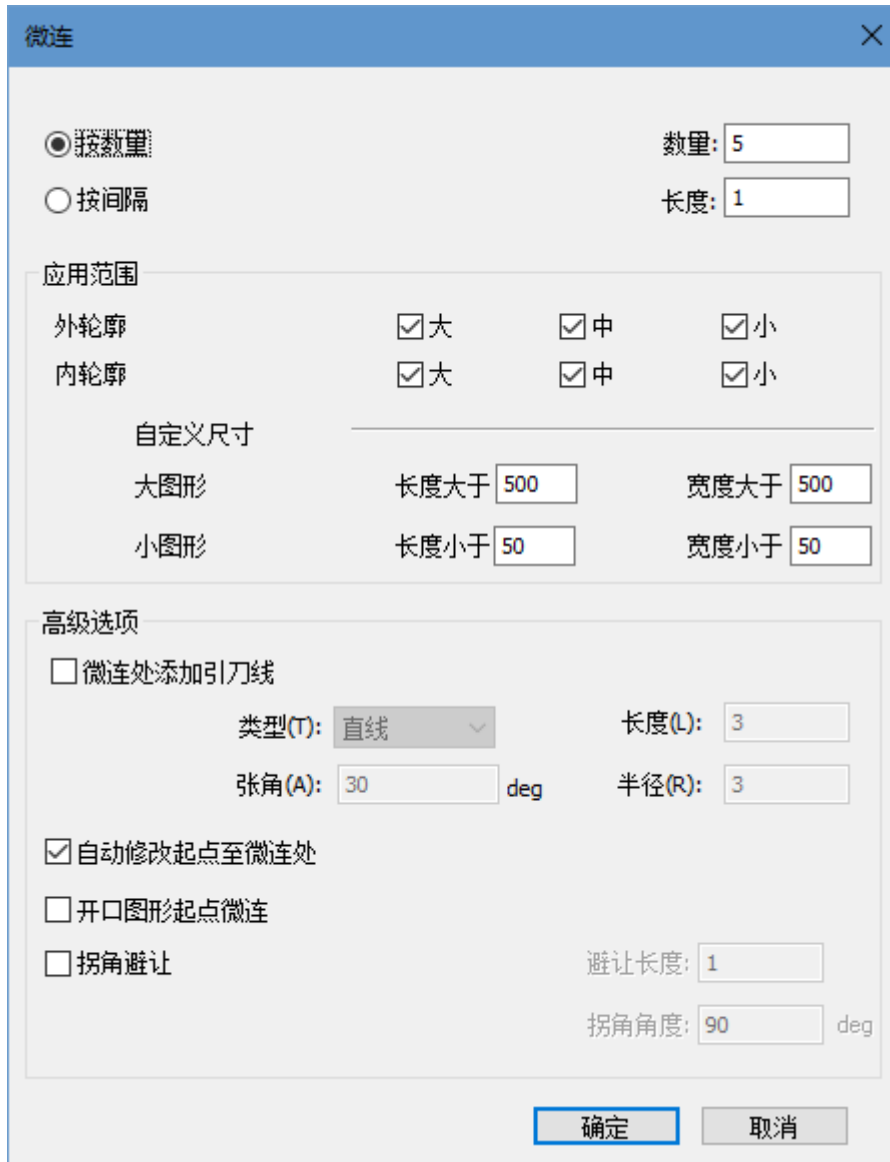 微连
按数量 数量: 5
按间隔 长度: 1
应用范围
外轮廓 大 中 小
内轮廓 大 中 小
自定义尺寸
大图形 长度大于 500 宽度大于 500
小图形 长度小于 50 宽度小于 50
高级选项
微连处添加引刀线
类型(T): 直线 长度(L): 3
张角(A): 30 deg 半径(R): 3
自动修改起点至微连处
开口图形起点微连
拐角避让 避让长度: 1
拐角角度: 90 deg
确定 取消